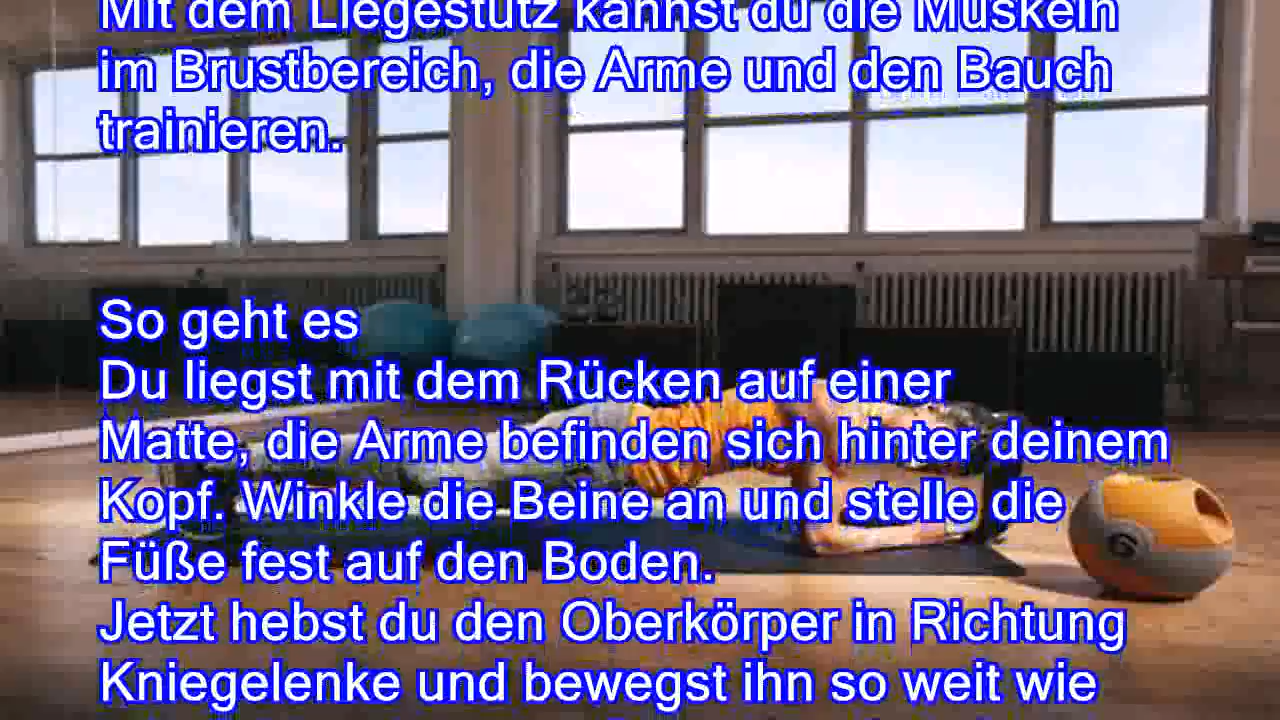 Mit dem Liegestütz kannst du die Muskeln
im Brustbereich, die Arme und den Bauch
trainieren.
So geht es
Du liegst mit dem Rücken auf einer
Matte, die Arme befinden sich hinter deinem
Kopf. Winkle die Beine an und stelle die
Füße fest auf den Boden.
Jetzt hebst du den Oberkörper in Richtung
Kniegelenke und bewegst ihn so weit wie